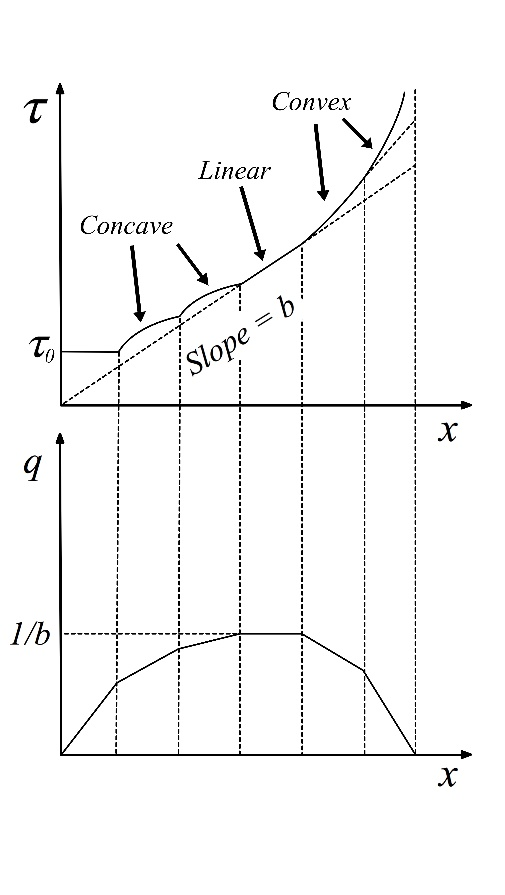 τ
Convex
Linear
Concave
τ0
Slope = b
x
q
1/b
x